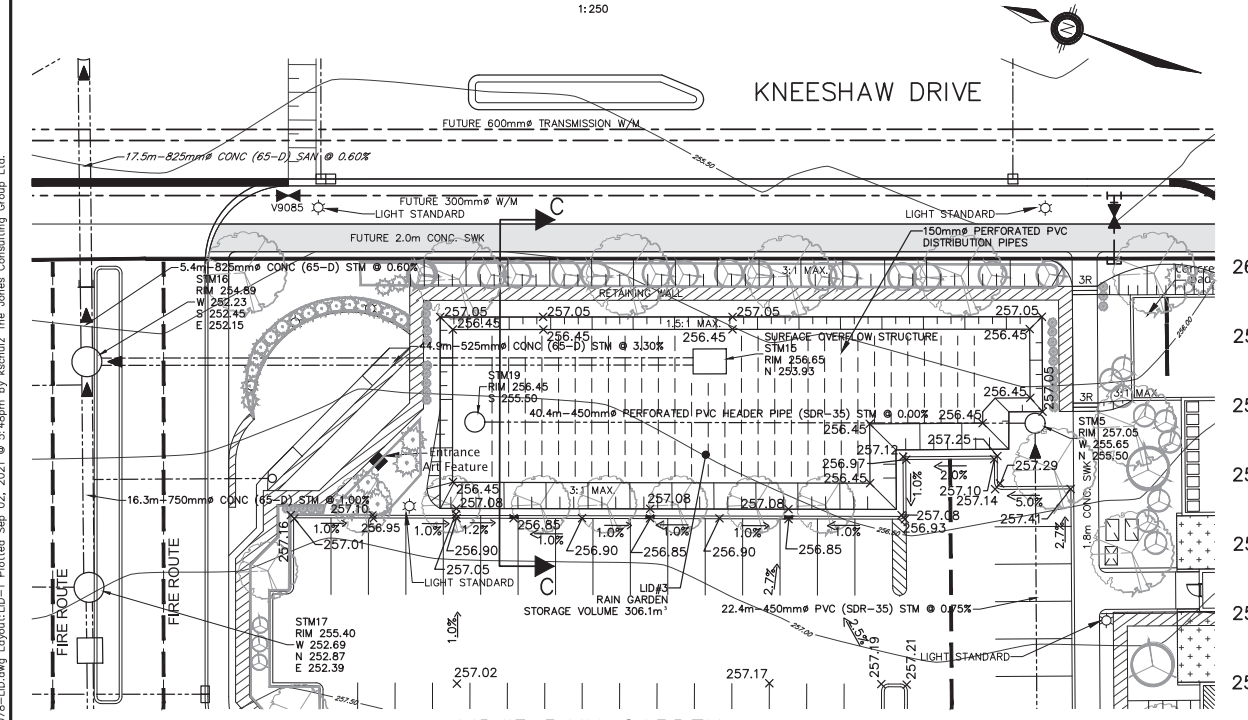 1:250
N
KNEESHAW DRIVE
FUTURE 600mmø TRANSMISSION W/M
17.5m-825mmø CONC (65-D) SAN @ 0.60%
255.50
V9085
FUTURE 300mmø W/M
LIGHT STANDARD
C
LIGHT STANDARD
FUTURE 2.0m CONC. SWK
150mmø PERFORATED PVC
DISTRIBUTION PIPES
5.4m-825mmø CONC (65-D) STM @ 0.60%
STM16
RIM 254.89
W 252.23
S 252.45
E 252.15
3:1 MAX.
3R
RETAINING WALL
257.05
257.05
257.05
257.05
256.45
256.45
256.45
256.45
1.5:1 MAX.
256.00
44.9m-525mmø CONC (65-D) STM @ 3.30%
SURFACE OVERFLOW STRUCTURE
STM15
RIM 256.65
N 253.93
STM19
RIM 256.45
S 255.50
256.45
257.05
3R
3:1 MAX.
40.4m-450mmø PERFORATED PVC HEADER PIPE (SDR-35) STM @ 0.00%
256.45
256.45
STM5
RIM 257.05
W 255.65
N 255.50
257.12
257.25
256.97
256.45
257.29
2.0%
1.0%
257.10
257.14
5.0%
257.41
Entrance
Art Feature
16.3m-750mmø CONC (65-D) STM @ 1.00%
256.45
257.08
3:1 MAX.
257.08
257.08
257.08
256.93
257.10
257.16
1.0%
257.01
256.95
1.0%
1.2%
256.85
1.0%
1.0%
1.0%
256.90
257.05
256.90
256.85
256.90
256.85
2.7%
1.8m CONC. SWK
C
LIGHT STANDARD
LID#3
RAIN GARDEN
STORAGE VOLUME 306.1m³
2.7%
22.4m-450mmø PVC (SDR-35) STM @ 0.75%
257.00
2.5%
FIRE ROUTE
FIRE ROUTE
STM17
RIM 255.40
W 252.69
N 252.87
E 252.39
1.0%
257.02
257.17
257.19
257.21
LIGHT STANDARD
257.50